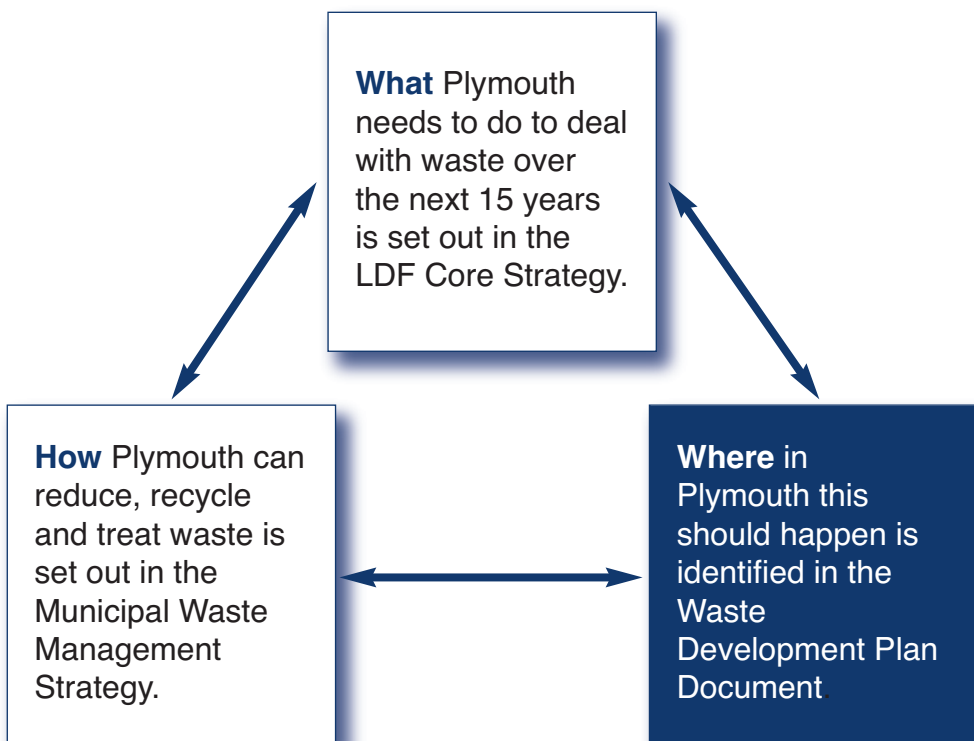 What Plymouth
needs to do to deal
with waste over
the next 15 years
is set out in the
LDF Core Strategy.
How Plymouth can
reduce, recycle
and treat waste is
set out in the
Municipal Waste
Management
Strategy.
Where in
Plymouth this
should happen is
identified in the
Waste
Development Plan
Document.